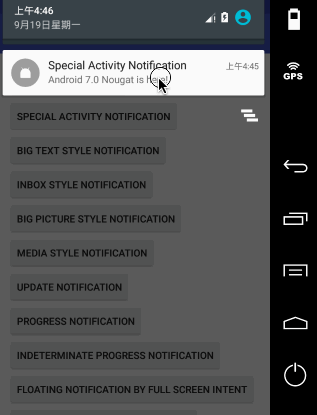 上午4:46
9月19日星期一
Special Activity Notification
上午4:45
Android 7.0 Nougat is
GPS
SPECIAL ACTIVITY NOTIFICATION
BIG TEXT STYLE NOTIFICATION
INBOX STYLE NOTIFICATION
BIG PICTURE STYLE NOTIFICATION
MEDIA STYLE NOTIFICATION
UPDATE NOTIFICATION
PROGRESS NOTIFICATION
INDETERMINATE PROGRESS NOTIFICATION
FLOATING NOTIFICATION BY FULL SCREEN INTENT